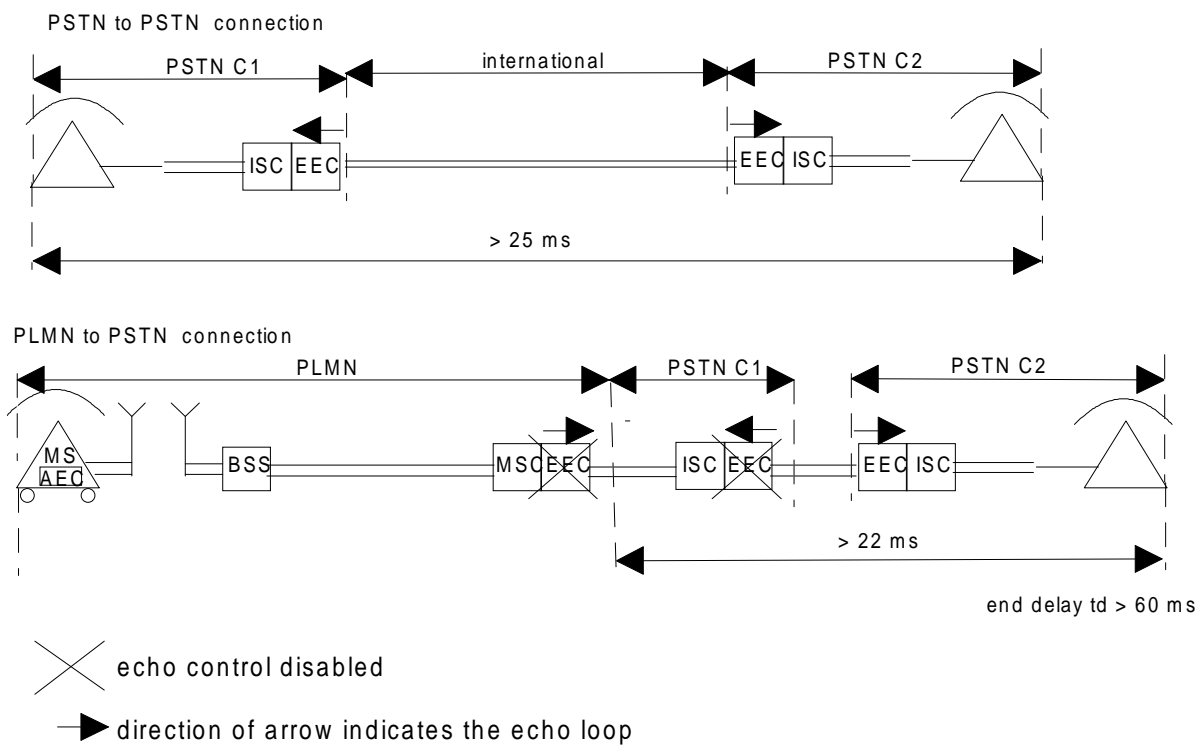 PSTN to PSTN connection
PSTN C1
international
PSTN C2
ISC EEC
EEC ISC
> 25 ms
PLMN to PSTN connection
PLMN
PSTN C1
PSTN C2
MS
AEC
BSS
MSC EEC
ISC EEC
EEC ISC
> 22 ms
end delay td > 60 ms
echo control disabled
direction of arrow indicates the echo loop